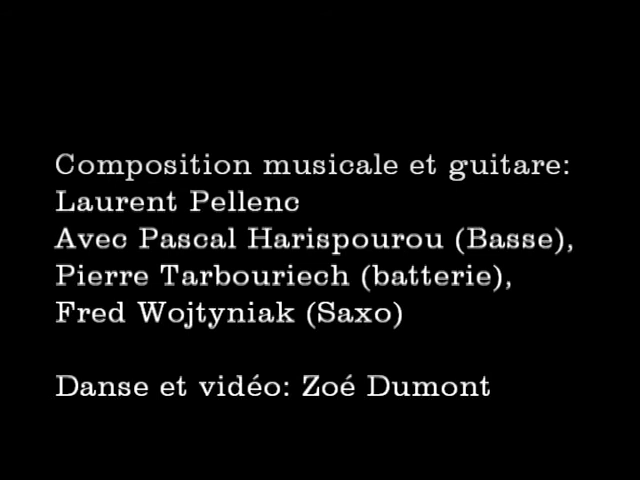 Composition musicale et guitare:
Laurent Pellenc
Avec Pascal Harispourou (Basse),
Pierre Tarbouriech (batterie),
Fred Wojtyniak (Saxo)
Danse et vidéo: Zoé Dumont